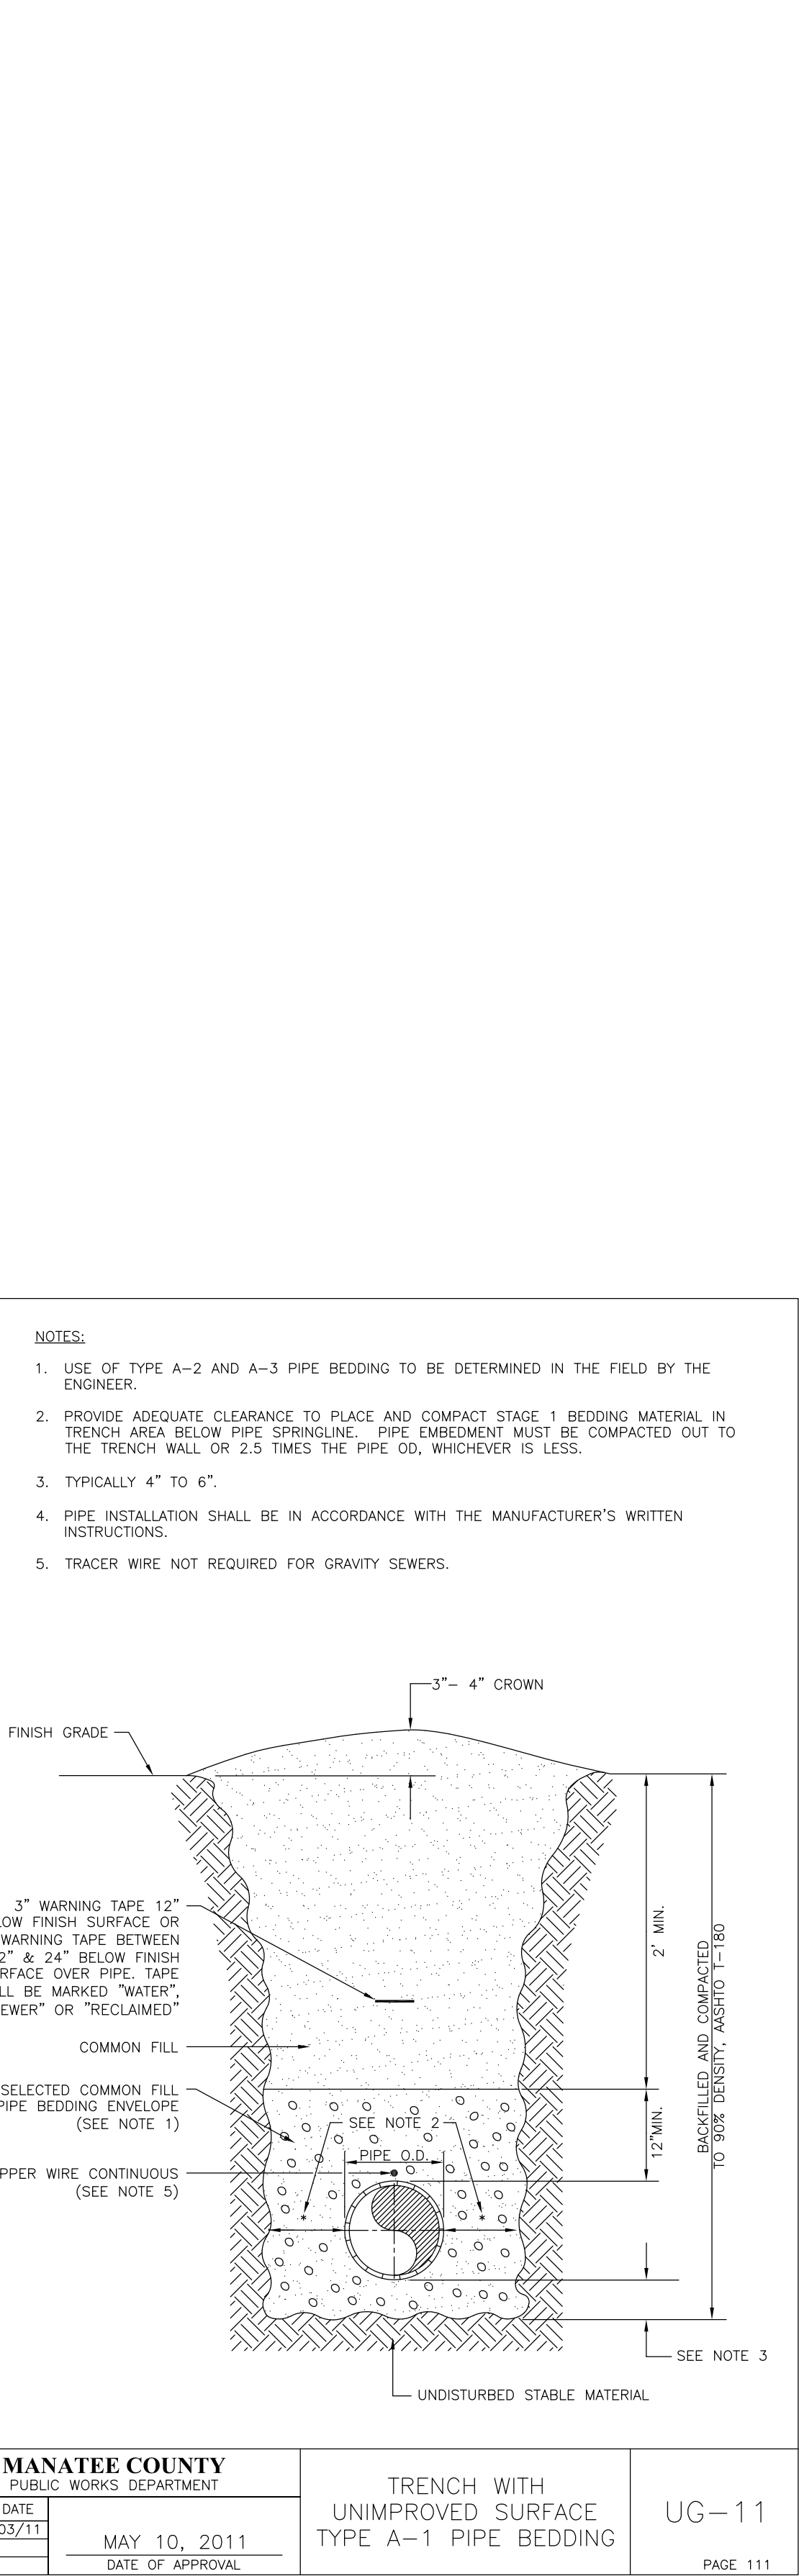 NOTES:
1. USE OF TYPE A-2 AND A-3 PIPE BEDDING TO BE DETERMINED IN THE FIELD BY THE
ENGINEER.
2. PROVIDE ADEQUATE CLEARANCE TO PLACE AND COMPACT STAGE 1 BEDDING MATERIAL IN
TRENCH AREA BELOW PIPE SPRINGLINE. PIPE EMBEDMENT MUST BE COMPACTED OUT TO
THE TRENCH WALL OR 2.5 TIMES THE PIPE OD, WHICHEVER IS LESS.
3. TYPICALLY 4" TO 6".
4. PIPE INSTALLATION SHALL BE IN ACCORDANCE WITH THE MANUFACTURER'S WRITTEN
INSTRUCTIONS.
5. TRACER WIRE NOT REQUIRED FOR GRAVITY SEWERS.
3"- 4" CROWN
FINISH GRADE
3" WARNING TAPE 12"
LOW FINISH SURFACE OR
WARNING TAPE BETWEEN
2" & 24" BELOW FINISH
RFACE OVER PIPE. TAPE
LL BE MARKED "WATER",
EWER" OR "RECLAIMED"
2' MIN.
BACKFILLED AND COMPACTED
TO 90% DENSITY, AASHTO T-180
COMMON FILL
SELECTED COMMON FILL
PIPE BEDDING ENVELOPE
(SEE NOTE 1)
SEE NOTE 2
12"MIN.
PIPE O.D.
PPER WIRE CONTINUOUS
(SEE NOTE 5)
* *
SEE NOTE 3
UNDISTURBED STABLE MATERIAL
MANATEE COUNTY
PUBLIC WORKS DEPARTMENT
DATE
03/11
MAY 10, 2011
DATE OF APPROVAL
TRENCH WITH
UNIMPROVED SURFACE
TYPE A-1 PIPE BEDDING
UG-11
PAGE 111